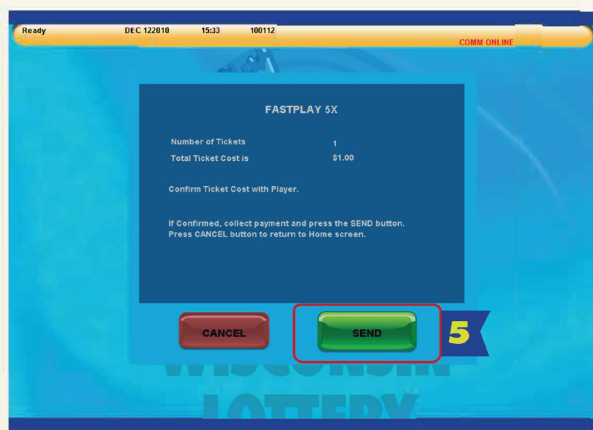 Ready DEC 122010 15:33 100112
COMM ONLINE
FASTPLAY 5X
Number of Tickets 1
Total Ticket Cost is $1.00
Confirm Ticket Cost with Player.
If Confirmed, collect payment and press the SEND button.
Press CANCEL button to return to Home screen.
CANCEL SEND 5
WISCONSIN
LOTTERY